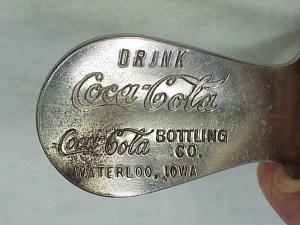 DRINK
Coca-Cola
Coca-Cola BOTTLING
CO.
WATERLOO, IOWA